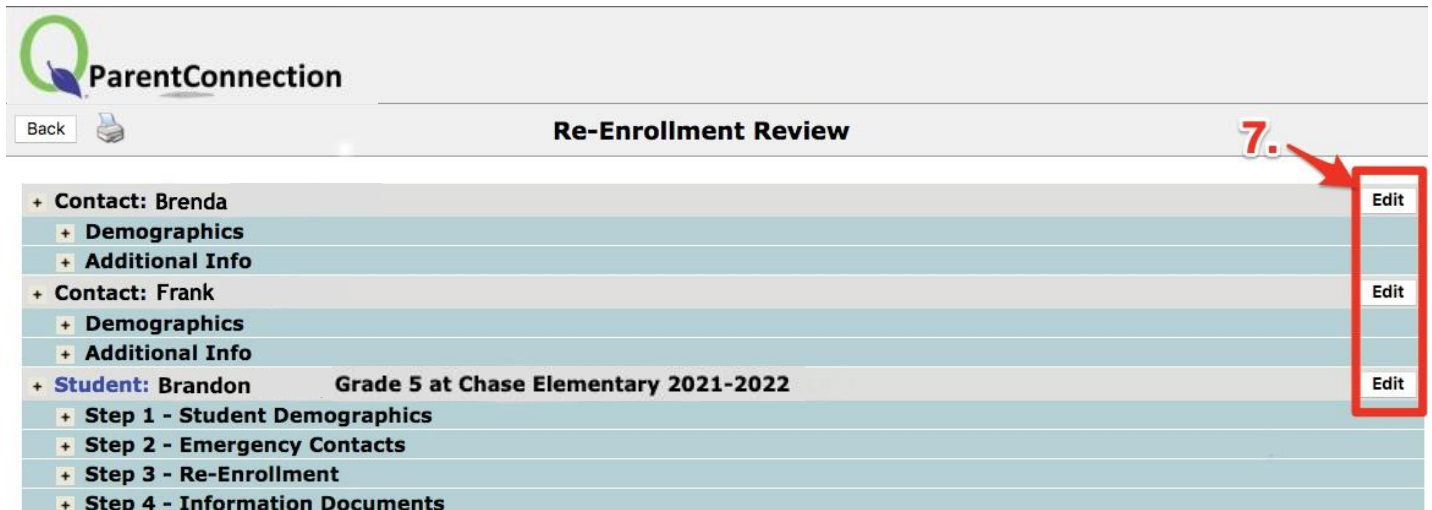 ParentConnection
Back Re-Enrollment Review 7.
+ Contact: Brenda Edit
+ Demographics
+ Additional Info
+ Contact: Frank Edit
+ Demographics
+ Additional Info
+ Student: Brandon Grade 5 at Chase Elementary 2021-2022 Edit
+ Step 1 - Student Demographics
+ Step 2 - Emergency Contacts
+ Step 3 - Re-Enrollment
+ Step 4 - Information Documents